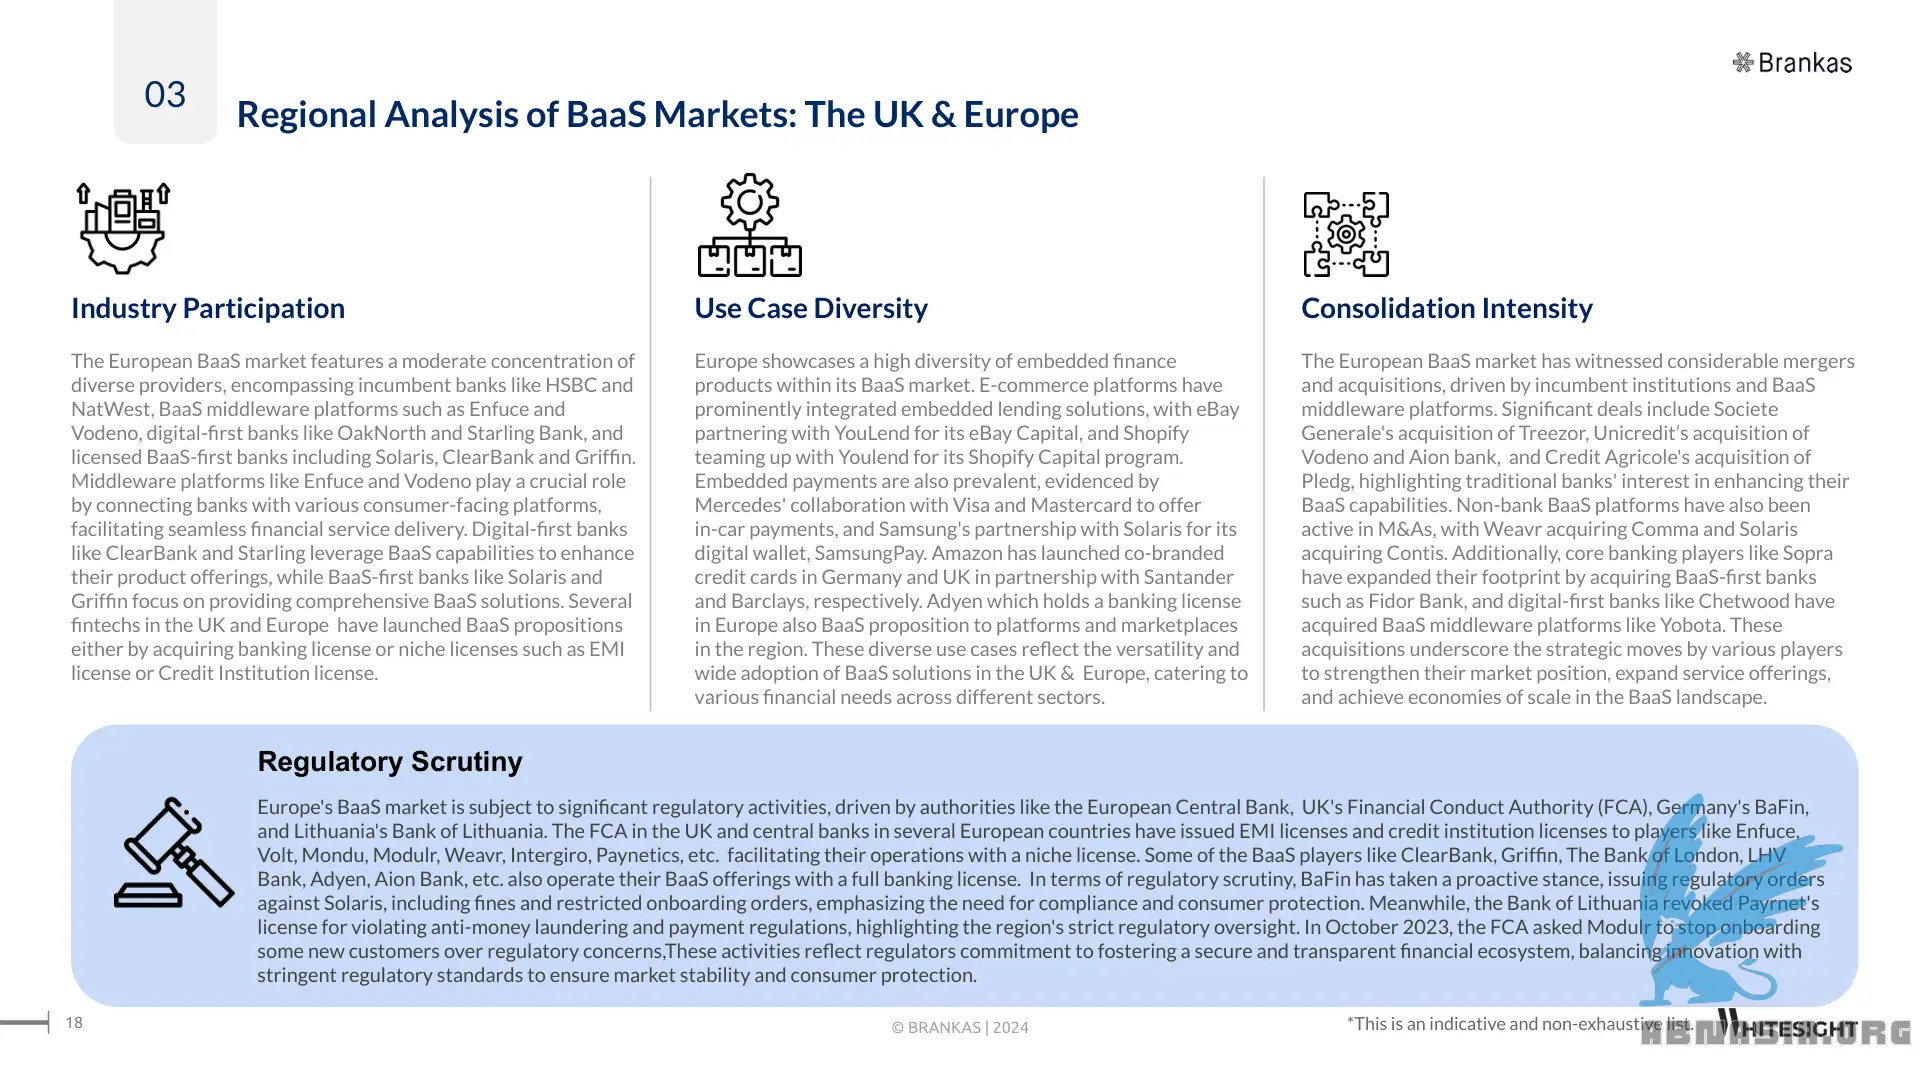 03
Brankas
Regional Analysis of BaaS Markets: The UK & Europe
Industry Participation
The European BaaS market features a moderate concentration of
diverse providers, encompassing incumbent banks like HSBC and
NatWest, BaaS middleware platforms such as Enfuce and
Vodeno, digital-first banks like OakNorth and Starling Bank, and
licensed BaaS-first banks including Solaris, ClearBank and Griffin.
Middleware platforms like Enfuce and Vodeno play a crucial role
by connecting banks with various consumer-facing platforms,
facilitating seamless financial service delivery. Digital-first banks
like ClearBank and Starling leverage BaaS capabilities to enhance
their product offerings, while BaaS-first banks like Solaris and
Griffin focus on providing comprehensive BaaS solutions. Several
fintechs in the UK and Europe  have launched BaaS propositions
either by acquiring banking license or niche licenses such as EMI
license or Credit Institution license.
Use Case Diversity
Europe showcases a high diversity of embedded finance
products within its BaaS market. E-commerce platforms have
prominently integrated embedded lending solutions, with eBay
partnering with YouLend for its eBay Capital, and Shopify
teaming up with Youlend for its Shopify Capital program.
Embedded payments are also prevalent, evidenced by
Mercedes' collaboration with Visa and Mastercard to offer
in-car payments, and Samsung's partnership with Solaris for its
digital wallet, SamsungPay. Amazon has launched co-branded
credit cards in Germany and UK in partnership with Santander
and Barclays, respectively. Adyen which holds a banking license
in Europe also BaaS proposition to platforms and marketplaces
in the region. These diverse use cases reflect the versatility and
wide adoption of BaaS solutions in the UK &  Europe, catering to
various financial needs across different sectors.
Consolidation Intensity
The European BaaS market has witnessed considerable mergers
and acquisitions, driven by incumbent institutions and BaaS
middleware platforms. Significant deals include Societe
Generale's acquisition of Treezor, Unicredit’s acquisition of
Vodeno and Aion bank,  and Credit Agricole's acquisition of
Pledg, highlighting traditional banks' interest in enhancing their
BaaS capabilities. Non-bank BaaS platforms have also been
active in M&As, with Weavr acquiring Comma and Solaris
acquiring Contis. Additionally, core banking players like Sopra
have expanded their footprint by acquiring BaaS-first banks
such as Fidor Bank, and digital-first banks like Chetwood have
acquired BaaS middleware platforms like Yobota. These
acquisitions underscore the strategic moves by various players
to strengthen their market position, expand service offerings,
and achieve economies of scale in the BaaS landscape.
Regulatory Scrutiny
Europe's BaaS market is subject to significant regulatory activities, driven by authorities like the European Central Bank,  UK's Financial Conduct Authority (FCA), Germany's BaFin,
and Lithuania's Bank of Lithuania. The FCA in the UK and central banks in several European countries have issued EMI licenses and credit institution licenses to players like Enfuce,
Volt, Mondu, Modulr, Weavr, Intergiro, Paynetics, etc.  facilitating their operations with a niche license. Some of the BaaS players like ClearBank, Griffin, The Bank of London, LHV
Bank, Adyen, Aion Bank, etc. also operate their BaaS offerings with a full banking license.  In terms of regulatory scrutiny, BaFin has taken a proactive stance, issuing regulatory orders
against Solaris, including fines and restricted onboarding orders, emphasizing the need for compliance and consumer protection. Meanwhile, the Bank of Lithuania revoked Payrnet's
license for violating anti-money laundering and payment regulations, highlighting the region's strict regulatory oversight. In October 2023, the FCA asked Modulr to stop onboarding
some new customers over regulatory concerns,These activities reflect regulators commitment to fostering a secure and transparent financial ecosystem, balancing innovation with
stringent regulatory standards to ensure market stability and consumer protection.
18
© BRANKAS | 2024
*This is an indicative and non-exhaustive list.
WHITESIGHT
ABNASIA.ORG